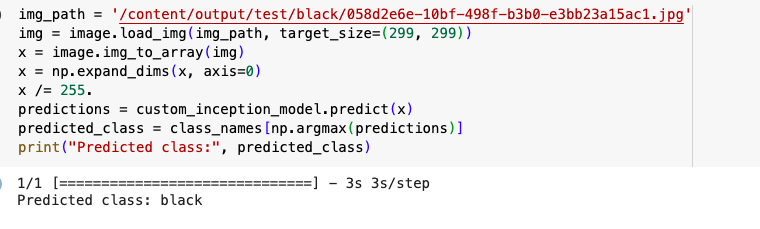 img_path = '/content/output/test/black/058d2e6e-10bf-498f-b3b0-e3bb23a15ac1.jpg'
img = image.load_img(img_path, target_size=(299, 299))
x = image.img_to_array(img)
x = np.expand_dims(x, axis=0)
x /= 255.
predictions = custom_inception_model.predict(x)
predicted_class = class_names[np.argmax(predictions)]
print("Predicted class:", predicted_class)
1/1 [==============================] - 3s 3s/step
Predicted class: black